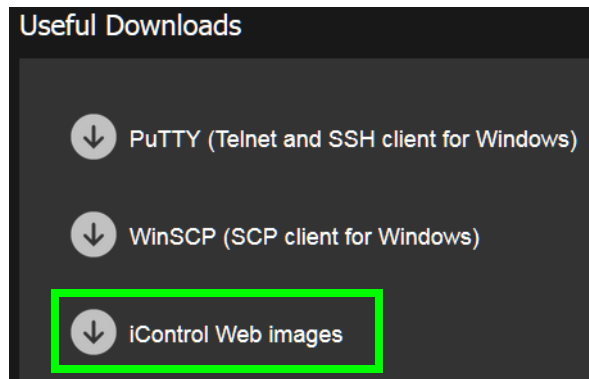 Useful Downloads
PuTTY (Telnet and SSH client for Windows)
WinSCP (SCP client for Windows)
iControl Web images